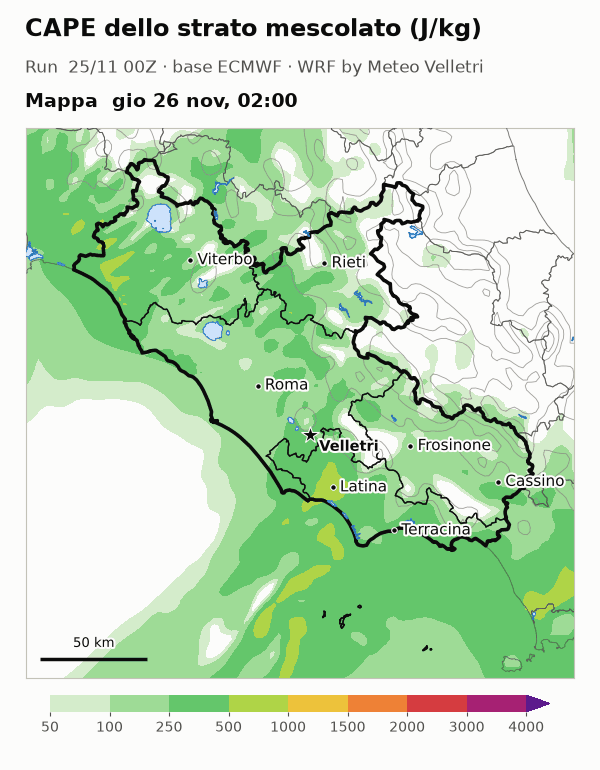 CAPE dello strato mescolato (J/kg)
Run  25/11 00Z · base ECMWF · WRF by Meteo Velletri
Mappa  gio 26 nov, 02:00
Viterbo
Rieti
Roma
Velletri
Frosinone
Latina
Cassino
Terracina
50 km
50 100 250 500 1000 1500 2000 3000 4000